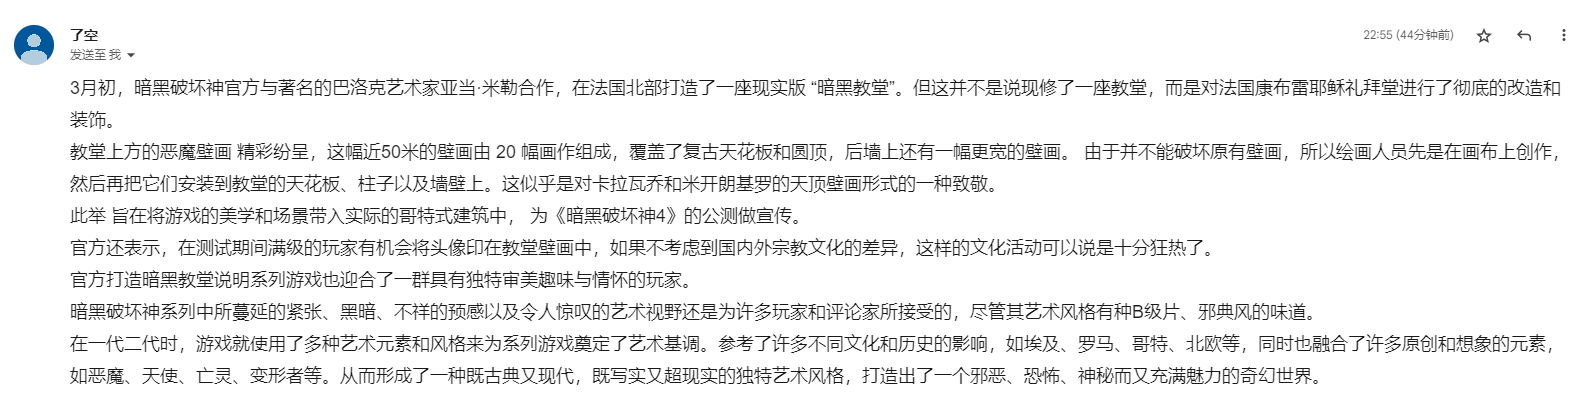 了空
22:55 (44分钟前)
发送至 我
3月初，暗黑破坏神官方与著名的巴洛克艺术家亚当·米勒合作，在法国北部打造了一座现实版 “暗黑教堂”。但这并不是说现修了一座教堂，而是对法国康布雷耶稣礼拜堂进行了彻底的改造和
装饰。
教堂上方的恶魔壁画 精彩纷呈，这幅近50米的壁画由 20 幅画作组成，覆盖了复古天花板和圆顶，后墙上还有一幅更宽的壁画。 由于并不能破坏原有壁画，所以绘画人员先是在画布上创作，
然后再把它们安装到教堂的天花板、柱子以及墙壁上。这似乎是对卡拉瓦乔和米开朗基罗的天顶壁画形式的一种致敬。
此举 旨在将游戏的美学和场景带入实际的哥特式建筑中， 为《暗黑破坏神4》的公测做宣传。
官方还表示，在测试期间满级的玩家有机会将头像印在教堂壁画中，如果不考虑到国内外宗教文化的差异，这样的文化活动可以说是十分狂热了。
官方打造暗黑教堂说明系列游戏也迎合了一群具有独特审美趣味与情怀的玩家。
暗黑破坏神系列中所蔓延的紧张、黑暗、不祥的预感以及令人惊叹的艺术视野还是为许多玩家和评论家所接受的，尽管其艺术风格有种B级片、邪典风的味道。
在一代二代时，游戏就使用了多种艺术元素和风格来为系列游戏奠定了艺术基调。参考了许多不同文化和历史的影响，如埃及、罗马、哥特、北欧等，同时也融合了许多原创和想象的元素，
如恶魔、天使、亡灵、变形者等。从而形成了一种既古典又现代，既写实又超现实的独特艺术风格，打造出了一个邪恶、恐怖、神秘而又充满魅力的奇幻世界。